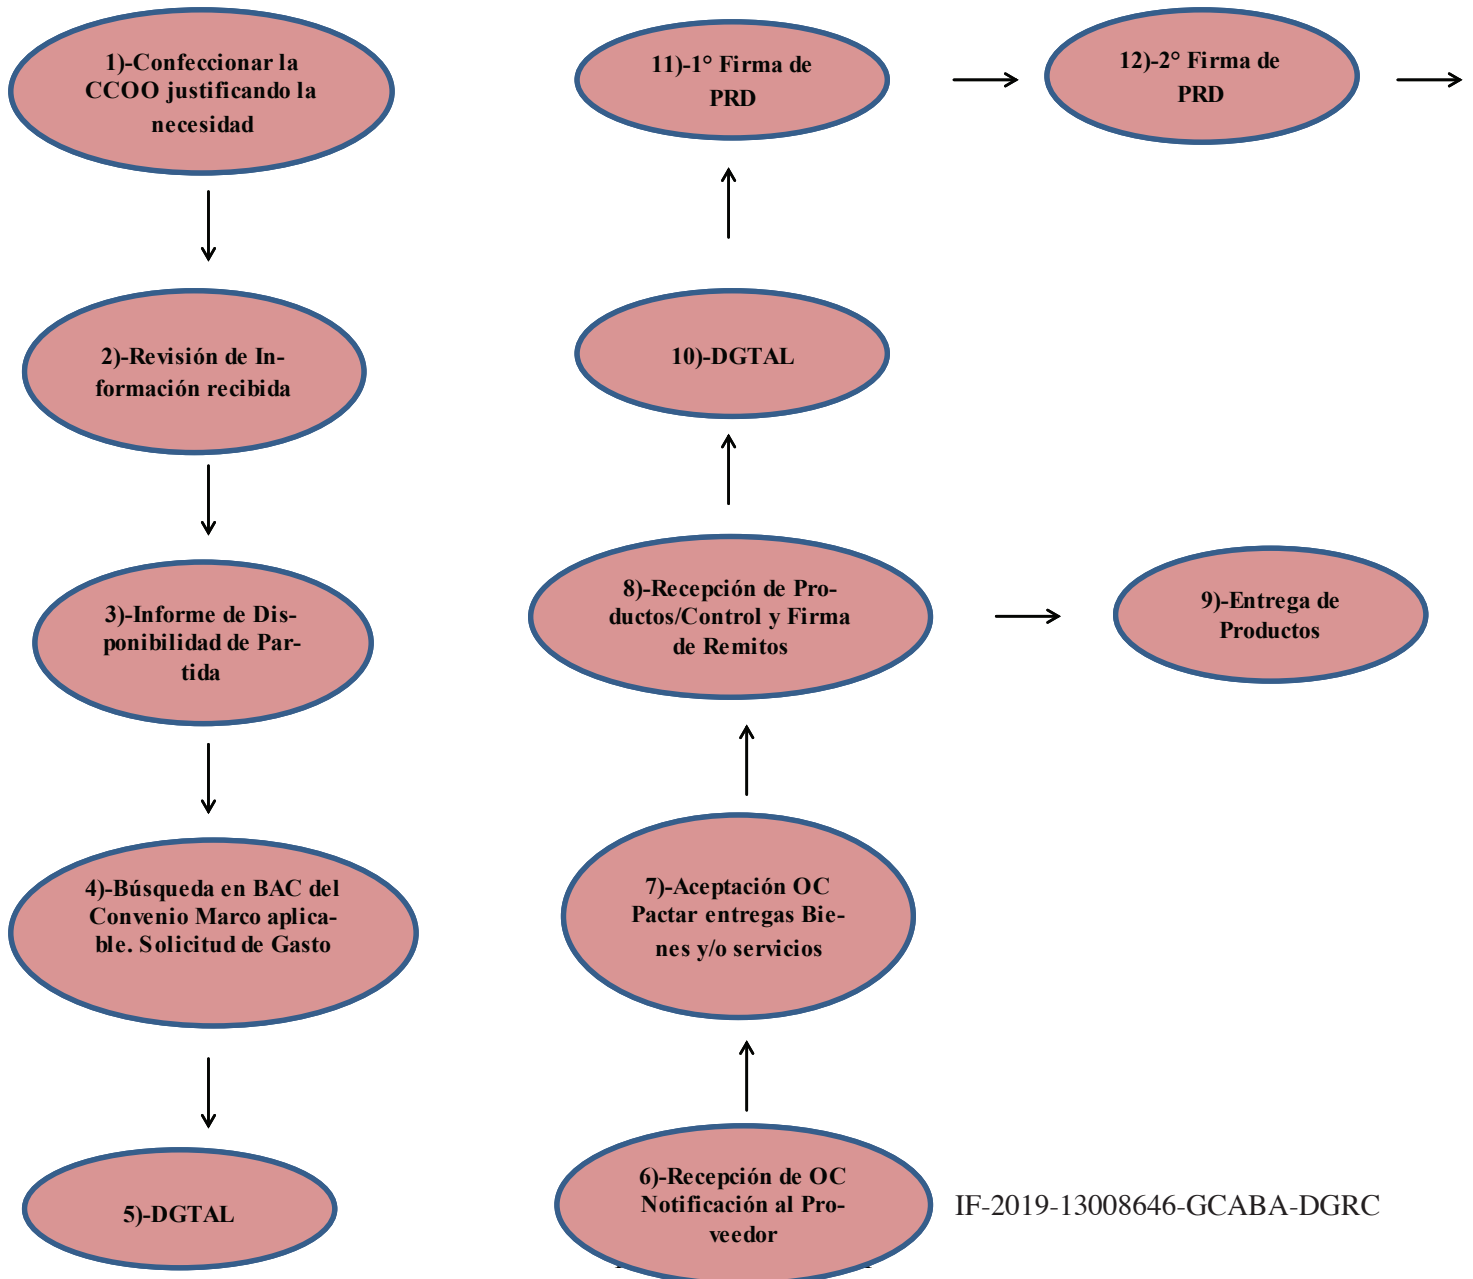 1)-Confeccionar la
CCOO justificando la
necesidad
2)-Revisión de In-
formación recibida
3)-Informe de Dis-
ponibilidad de Par-
tida
4)-Búsqueda en BAC del
Convenio Marco aplica-
ble. Solicitud de Gasto
5)-DGTAL
6)-Recepción de OC
Notificación al Pro-
veedor
7)-Aceptación OC
Pactar entregas Bie-
nes y/o servicios
8)-Recepción de Pro-
ductos/Control y Firma
de Remitos
9)-Entrega de
Productos
10)-DGTAL
11)-1° Firma de
PRD
12)-2° Firma de
PRD
IF-2019-13008646-GCABA-DGRC